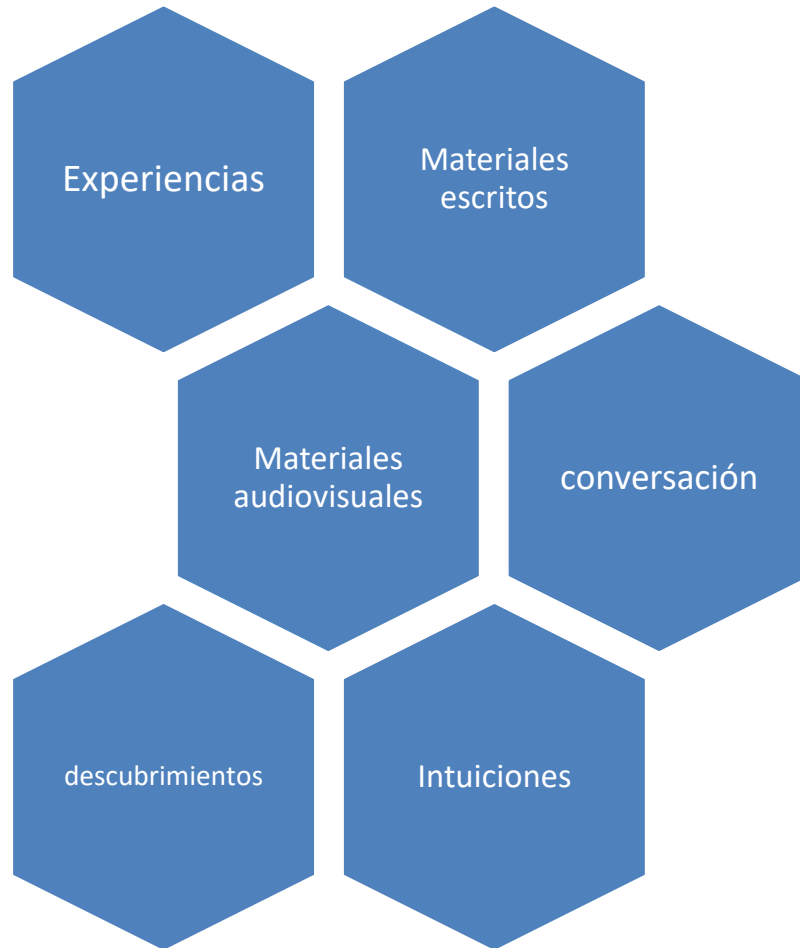 Experiencias
Materiales
escritos
Materiales
audiovisuales
conversación
descubrimientos
Intuiciones